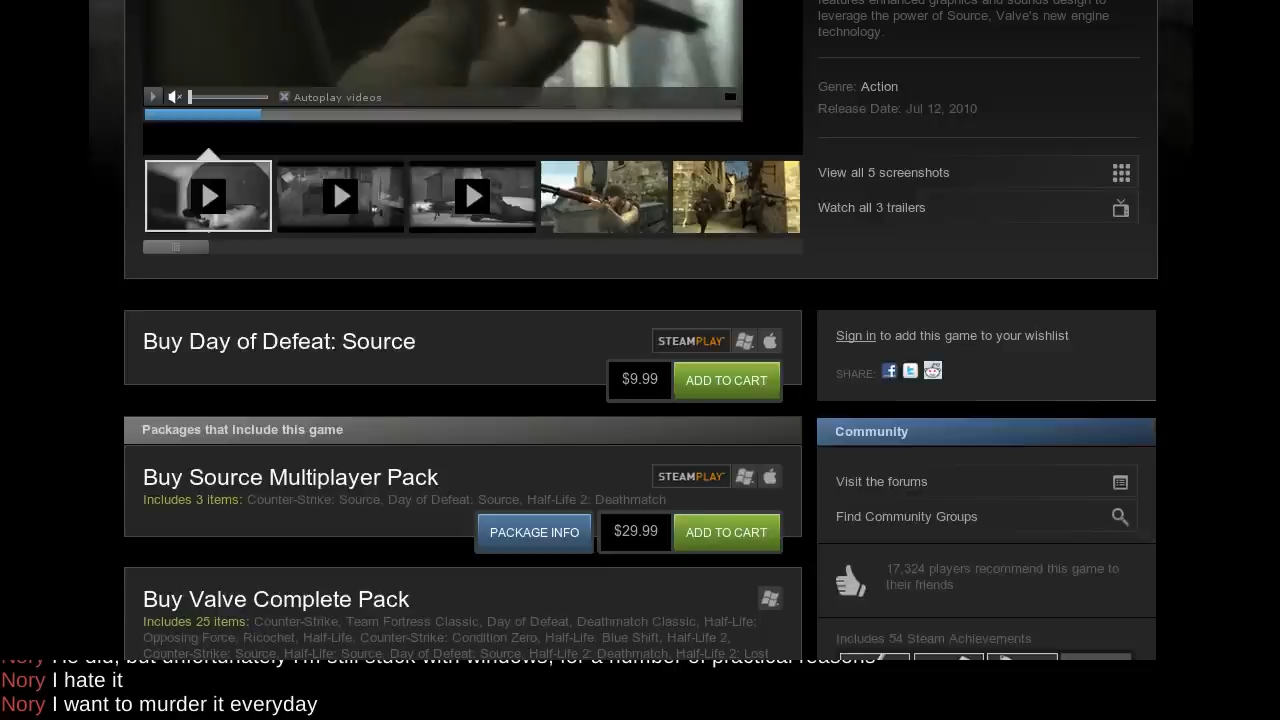 features enhanced graphics and sounds design to
leverage the power of Source, Valve's new engine
technology.
Autoplay videos
Genre: Action
Release Date: Jul 12, 2010
View all 5 screenshots
Watch all 3 trailers
Buy Day of Defeat: Source
STEAMPLAY
$9.99
ADD TO CART
Sign in to add this game to your wishlist
SHARE:
Packages that include this game
Buy Source Multiplayer Pack
STEAMPLAY
Includes 3 items: Counter-Strike: Source, Day of Defeat: Source, Half-Life 2: Deathmatch
PACKAGE INFO
$29.99
ADD TO CART
Community
Visit the forums
Find Community Groups
17,324 players recommend this game to
their friends
Buy Valve Complete Pack
Includes 25 items: Counter-Strike, Team Fortress Classic, Day of Defeat, Deathmatch Classic, Half-Life:
Opposing Force, Ricochet, Half-Life, Counter-Strike: Condition Zero, Half-Life: Blue Shift, Half-Life 2,
Counter-Strike: Source, Half-Life: Source, Day of Defeat: Source, Half-Life 2: Deathmatch, Half-Life 2: Lost
Includes 54 Steam Achievements
Nory He did, but unfortunately I'm still stuck with windows, for a number of practical reasons
Nory I hate it
Nory I want to murder it everyday